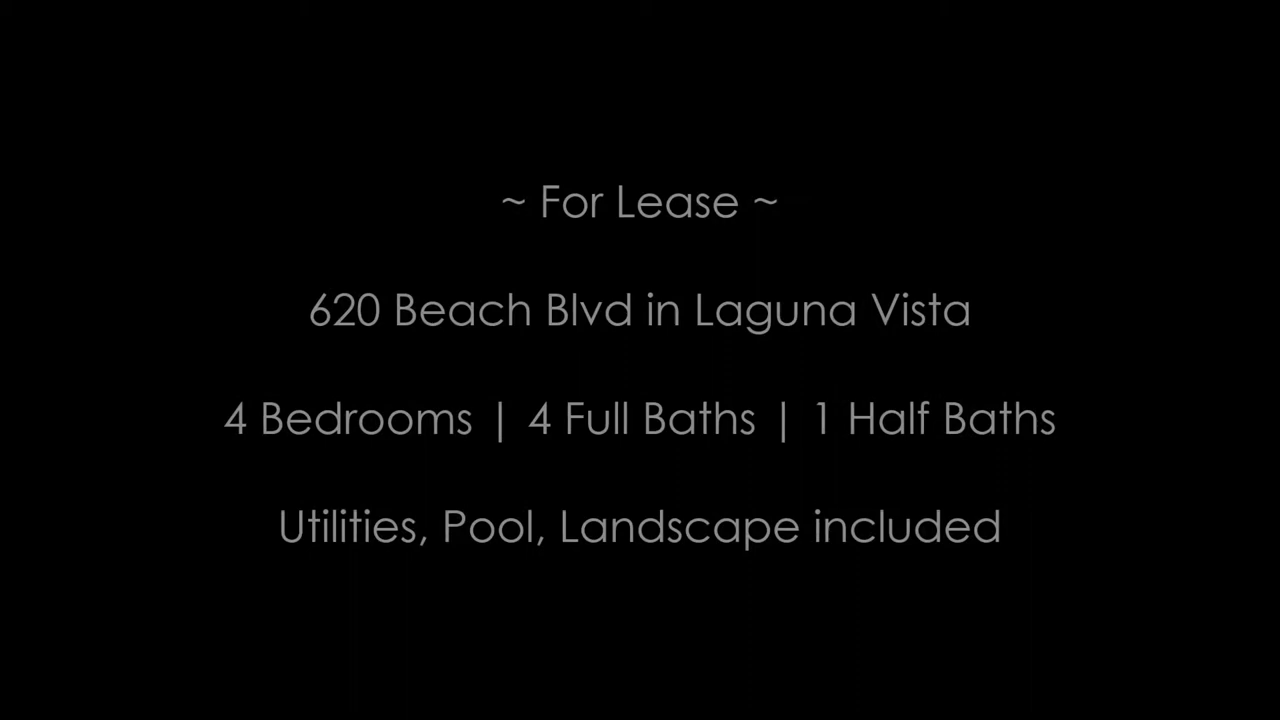 ~ For Lease ~
620 Beach Blvd in Laguna Vista
4 Bedrooms | 4 Full Baths | 1 Half Baths
Utilities, Pool, Landscape included